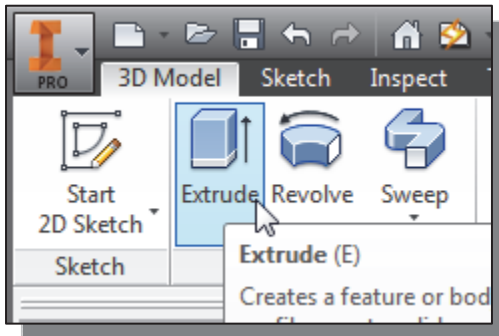 PRO
3D Model Sketch Inspect
Start
2D Sketch
Extrude Revolve Sweep
Sketch
Extrude (E)
Creates a feature or bod